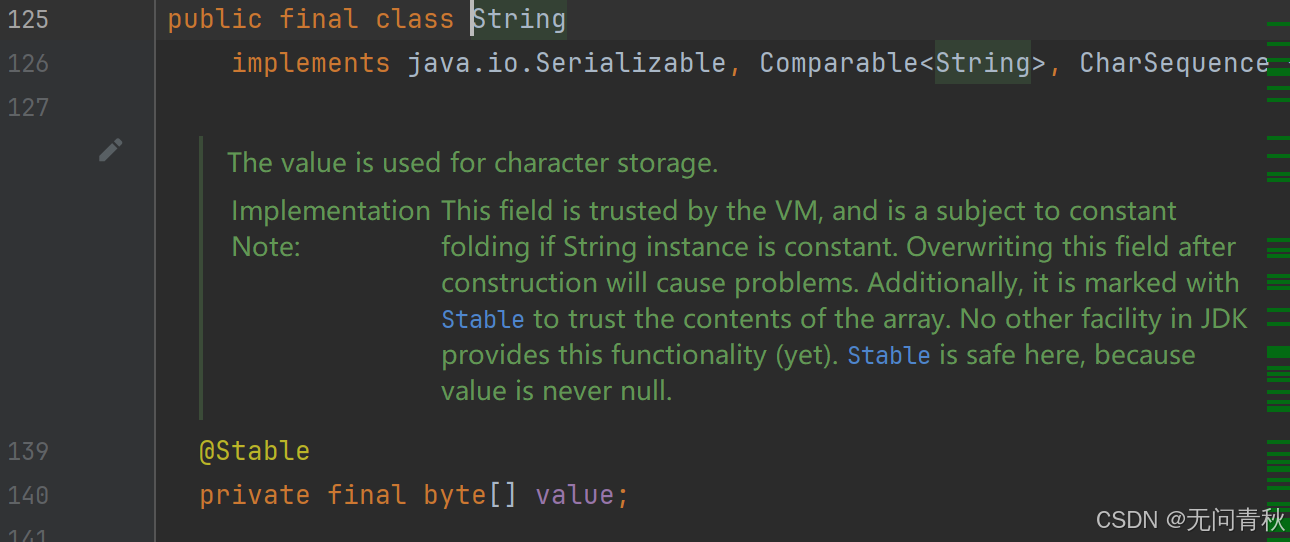 125 public final class String
126 implements java.io.Serializable, Comparable<String>, CharSequence
127
The value is used for character storage.
Implementation Note: This field is trusted by the VM, and is a subject to constant
folding if String instance is constant. Overwriting this field after
construction will cause problems. Additionally, it is marked with
Stable to trust the contents of the array. No other facility in JDK
provides this functionality (yet). Stable is safe here, because
value is never null.
139 @Stable
140 private final byte[] value;
141
CSDN @无问青秋